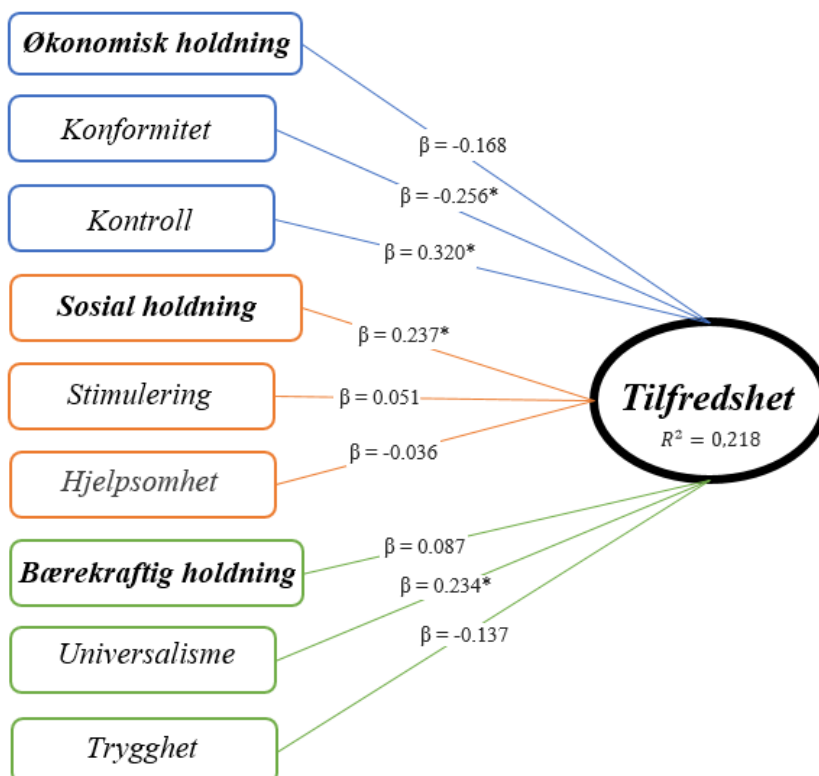 Økonomisk holdning
β = -0.168
Konformitet
β = -0.256*
Kontroll
β = 0.320*
Sosial holdning
β = 0.237*
Stimulering
β = 0.051
Tilfredshet
R² = 0,218
Hjelpsomhet
β = -0.036
Bærekraftig holdning
β = 0.087
β = 0.234*
Universalisme
β = -0.137
Trygghet